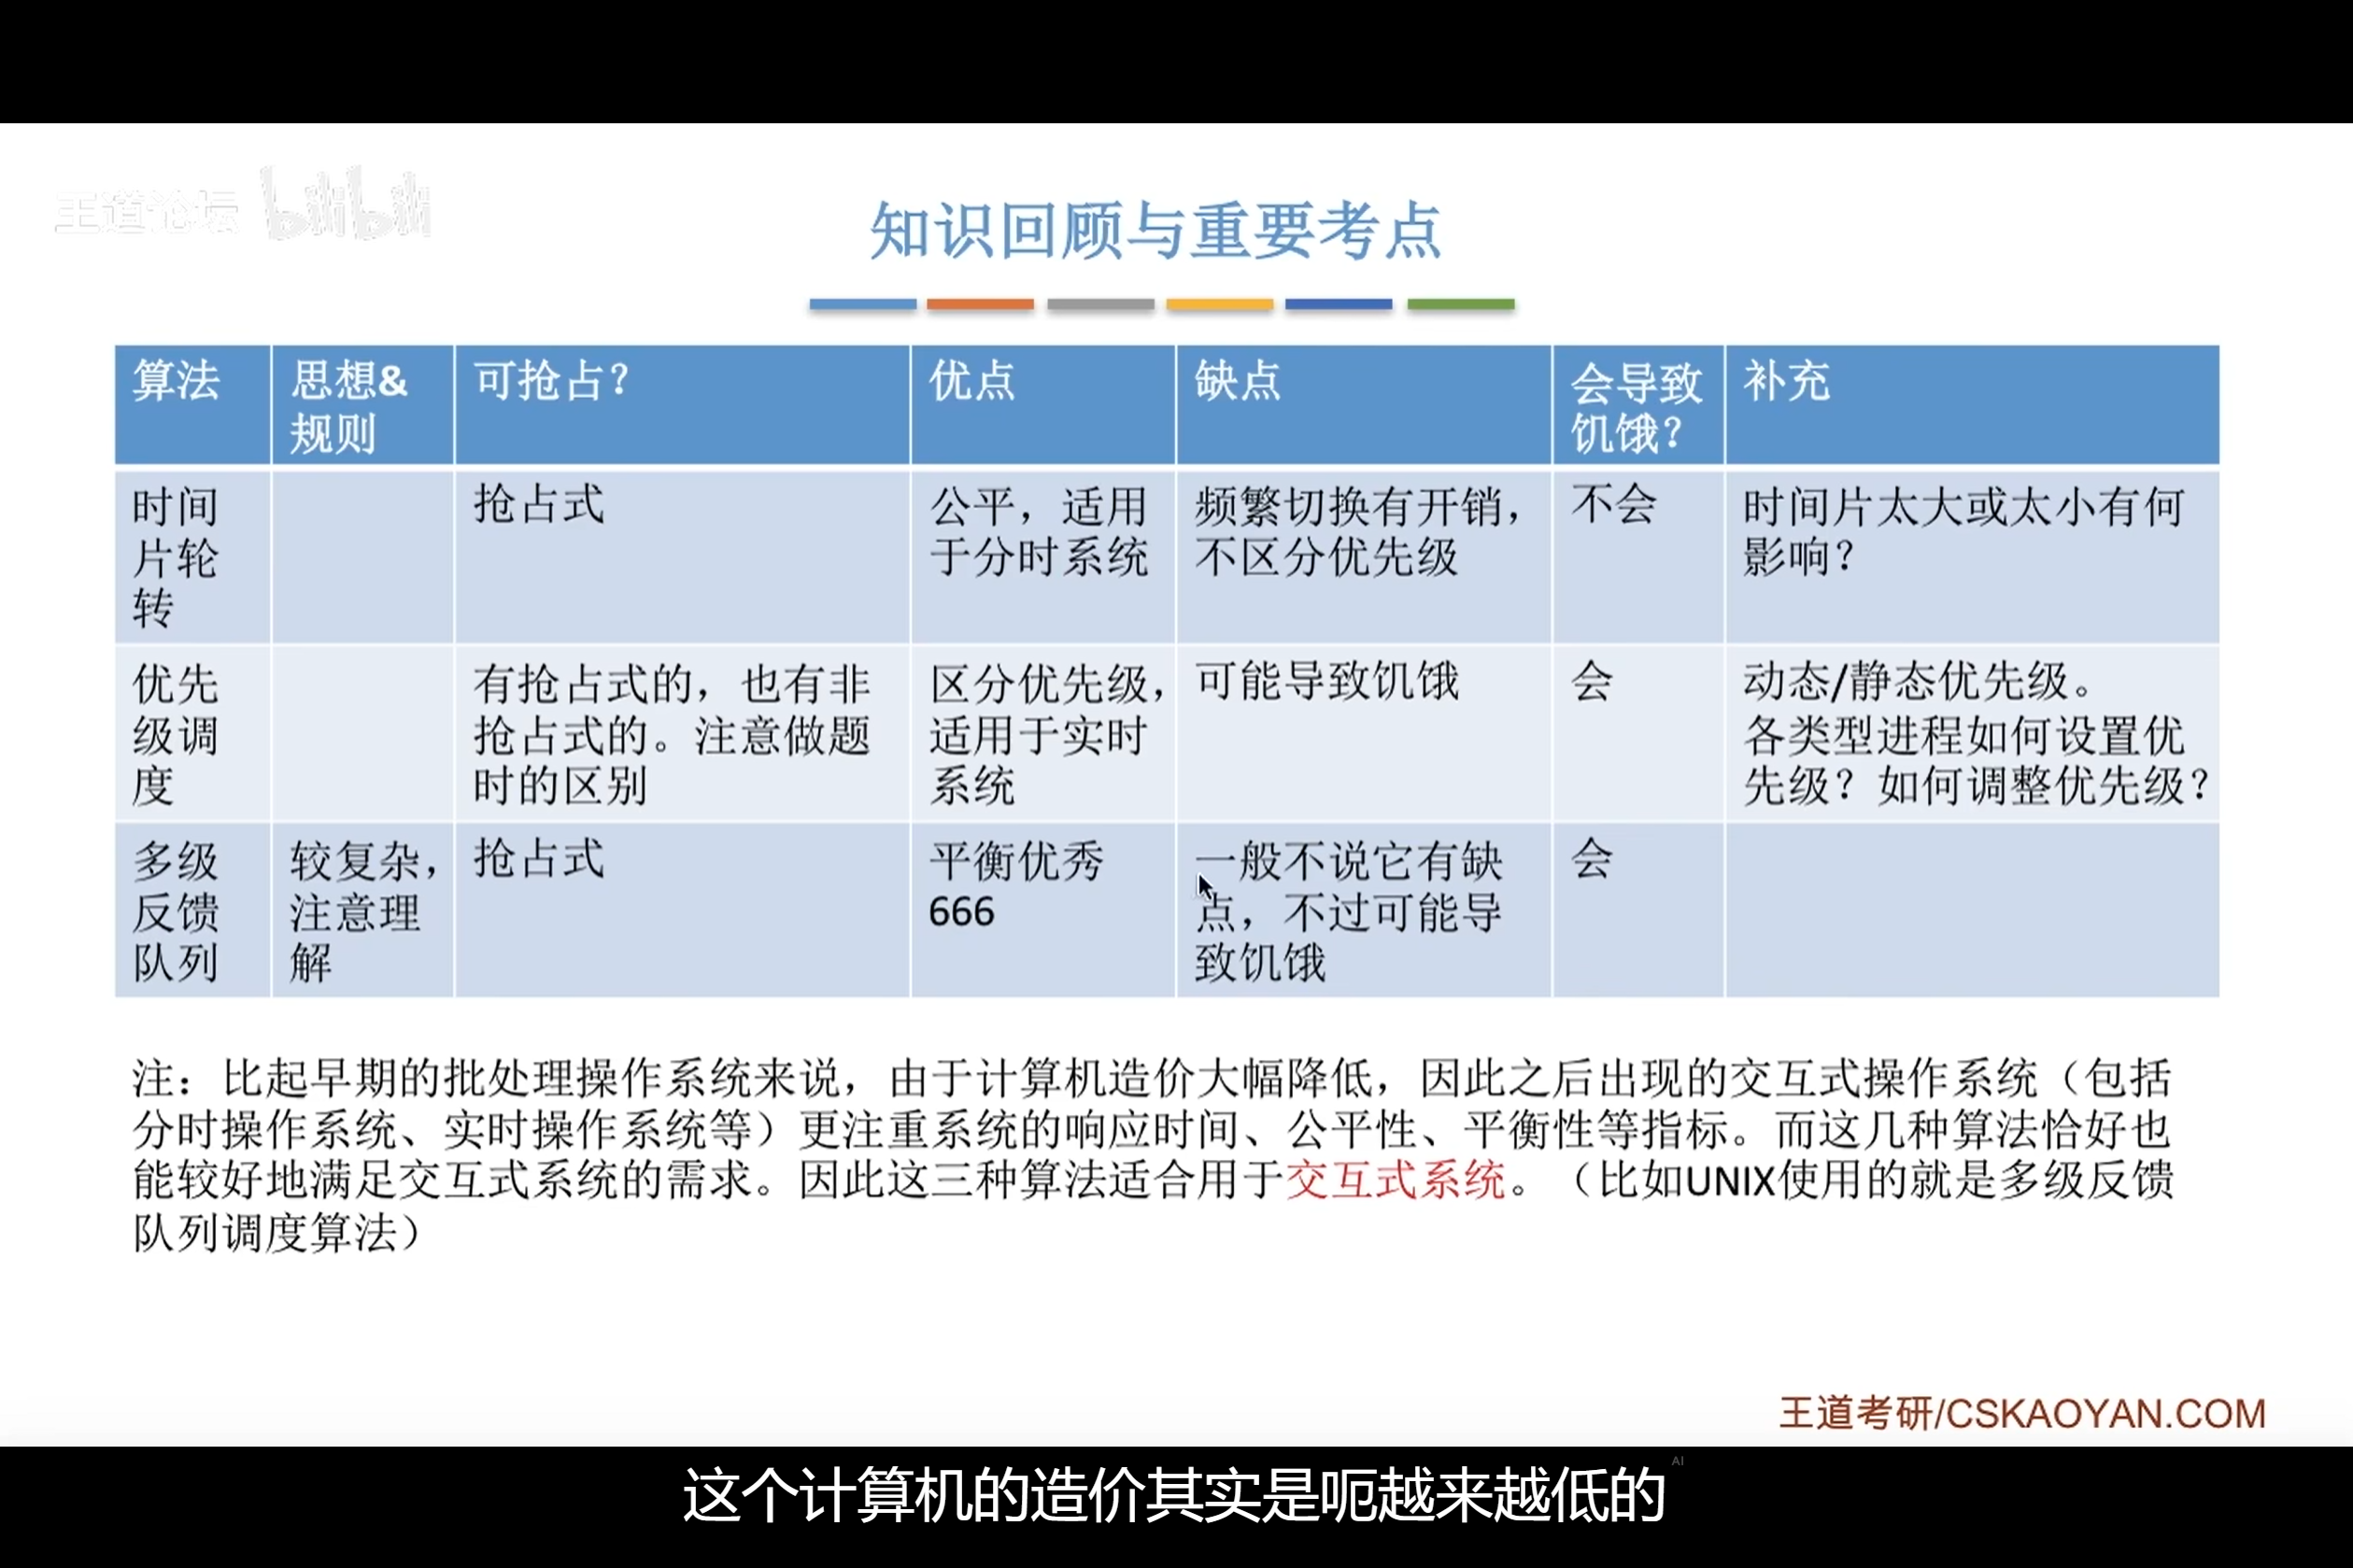 王道论坛 bilibili
知识回顾与重要考点
算法
思想&
规则
可抢占？
优点
缺点
会导致
饥饿？
补充
时间
片轮
转
抢占式
公平，适用
于分时系统
频繁切换有开销，
不区分优先级
不会
时间片太大或太小有何
影响？
优先
级调
度
有抢占式的，也有非
抢占式的。注意做题
时的区别
区分优先级，
适用于实时
系统
可能导致饥饿
会
动态/静态优先级。
各类型进程如何设置优
先级？如何调整优先级？
多级
反馈
队列
较复杂，
注意理
解
抢占式
平衡优秀
666
一般不说它有缺
点，不过可能导
致饥饿
会
注：比起早期的批处理操作系统来说，由于计算机造价大幅降低，因此之后出现的交互式操作系统（包括
分时操作系统、实时操作系统等）更注重系统的响应时间、公平性、平衡性等指标。而这几种算法恰好也
能较好地满足交互式系统的需求。因此这三种算法适合用于交互式系统。（比如UNIX使用的就是多级反馈
队列调度算法）
王道考研/CSKAOYAN.COM
AI
这个计算机的造价其实是呃越来越低的